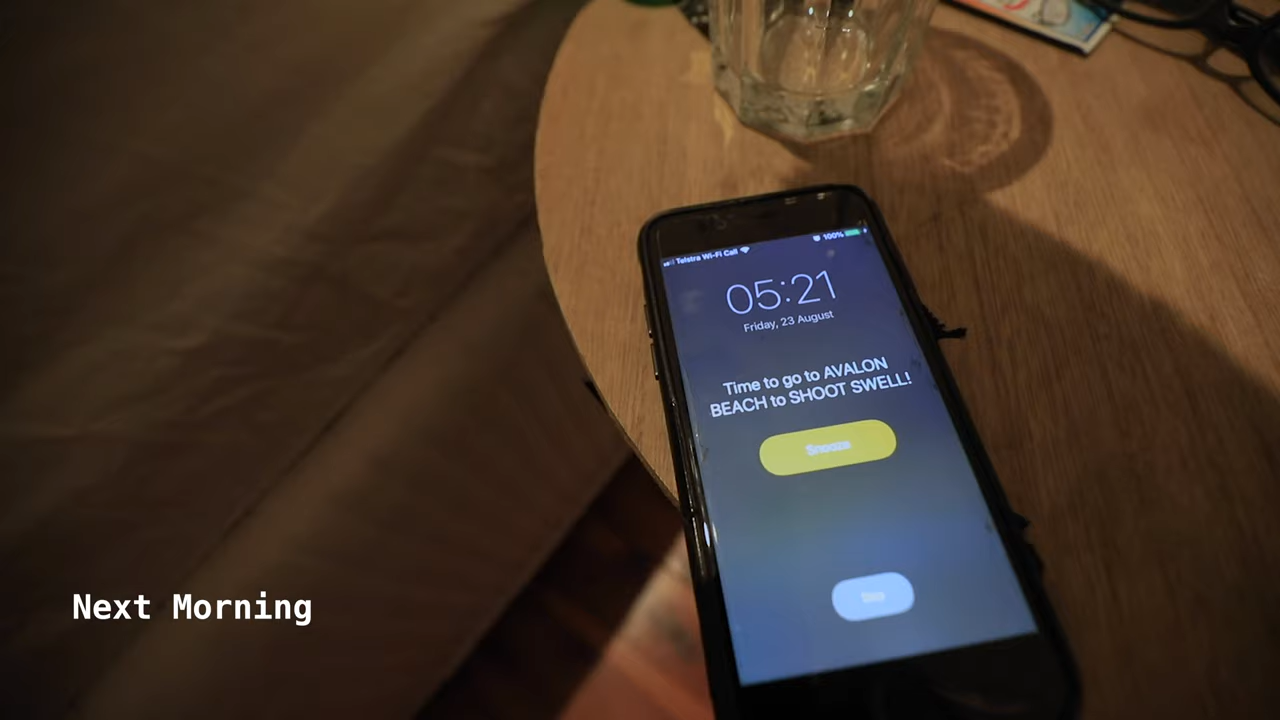 Telstra Wi-Fi Call
100%
05:21
Friday, 23 August
Time to go to AVALON
BEACH to SHOOT SWELL!
Snooze
Stop
Next Morning